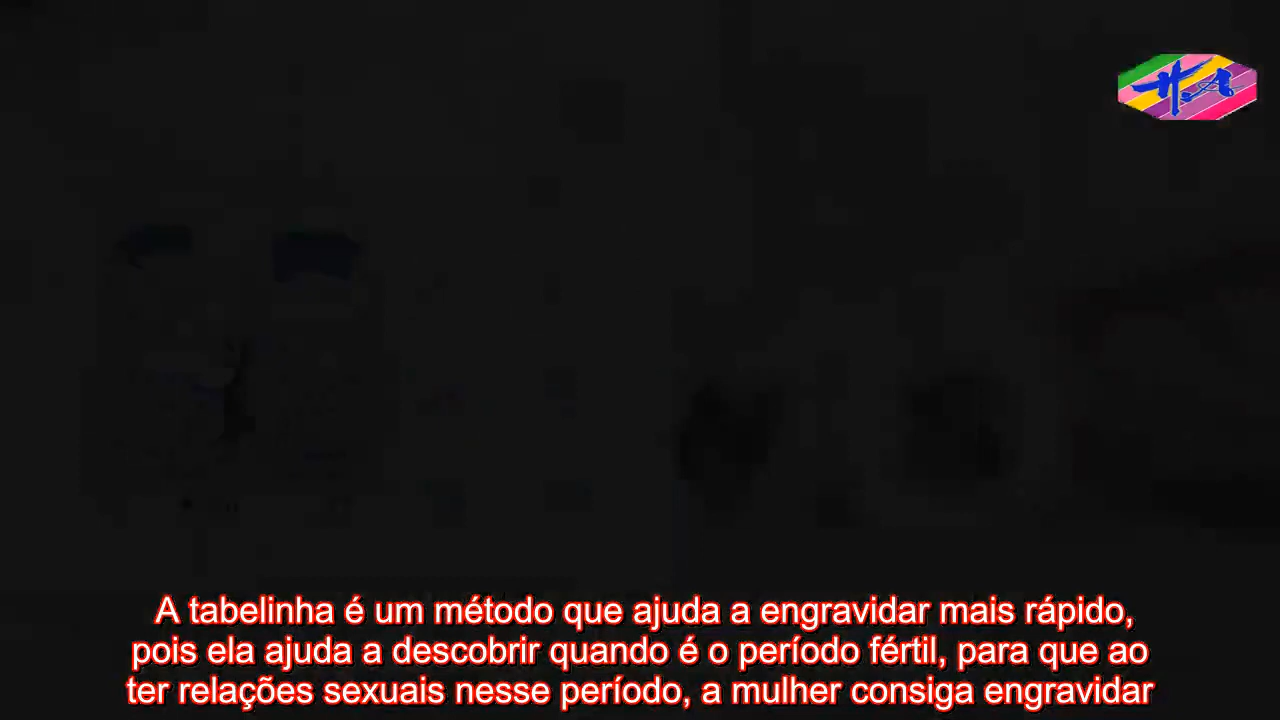 A tabelinha é um método que ajuda a engravidar mais rápido,
pois ela ajuda a descobrir quando é o período fértil, para que ao
ter relações sexuais nesse período, a mulher consiga engravidar